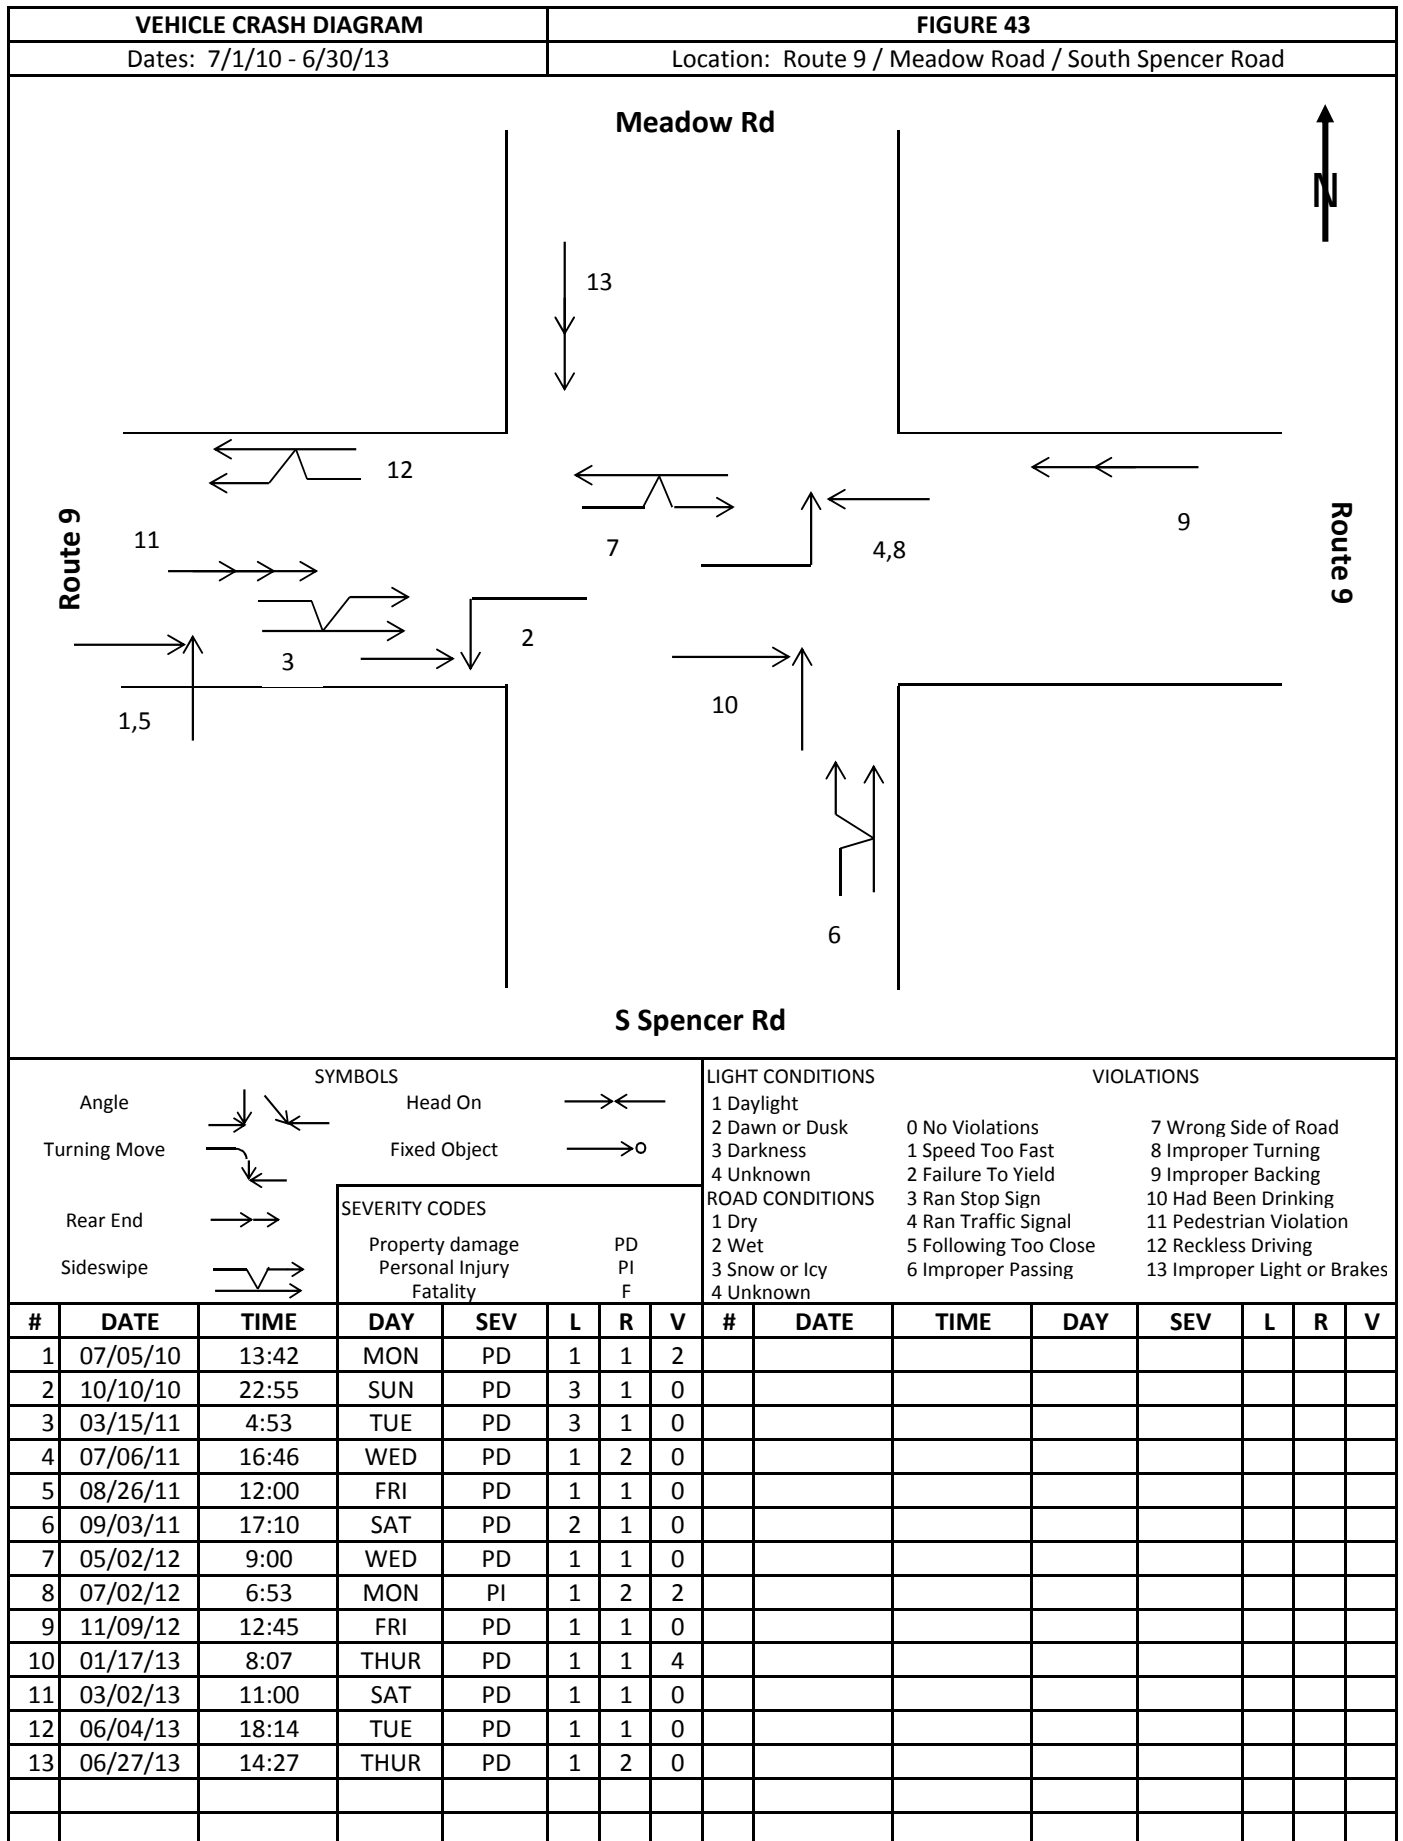 VEHICLE CRASH DIAGRAM FIGURE 43
Dates: 7/1/10 - 6/30/13 Location: Route 9 / Meadow Road / South Spencer Road
Meadow Rd
N
13
12
Route 9
11
7
4,8
9
Route 9
2
3
1,5
10
6
S Spencer Rd
SYMBOLS
Angle Head On
Turning Move Fixed Object
Rear End
Sideswipe
SEVERITY CODES
Property damage PD
Personal Injury PI
Fatality F
LIGHT CONDITIONS
1 Daylight
2 Dawn or Dusk
3 Darkness
4 Unknown
ROAD CONDITIONS
1 Dry
2 Wet
3 Snow or Icy
4 Unknown
VIOLATIONS
0 No Violations 7 Wrong Side of Road
1 Speed Too Fast 8 Improper Turning
2 Failure To Yield 9 Improper Backing
3 Ran Stop Sign 10 Had Been Drinking
4 Ran Traffic Signal 11 Pedestrian Violation
5 Following Too Close 12 Reckless Driving
6 Improper Passing 13 Improper Light or Brakes
# DATE TIME DAY SEV L R V # DATE TIME DAY SEV L R V
1 07/05/10 13:42 MON PD 1 1 2
2 10/10/10 22:55 SUN PD 3 1 0
3 03/15/11 4:53 TUE PD 3 1 0
4 07/06/11 16:46 WED PD 1 2 0
5 08/26/11 12:00 FRI PD 1 1 0
6 09/03/11 17:10 SAT PD 2 1 0
7 05/02/12 9:00 WED PD 1 1 0
8 07/02/12 6:53 MON PI 1 2 2
9 11/09/12 12:45 FRI PD 1 1 0
10 01/17/13 8:07 THUR PD 1 1 4
11 03/02/13 11:00 SAT PD 1 1 0
12 06/04/13 18:14 TUE PD 1 1 0
13 06/27/13 14:27 THUR PD 1 2 0